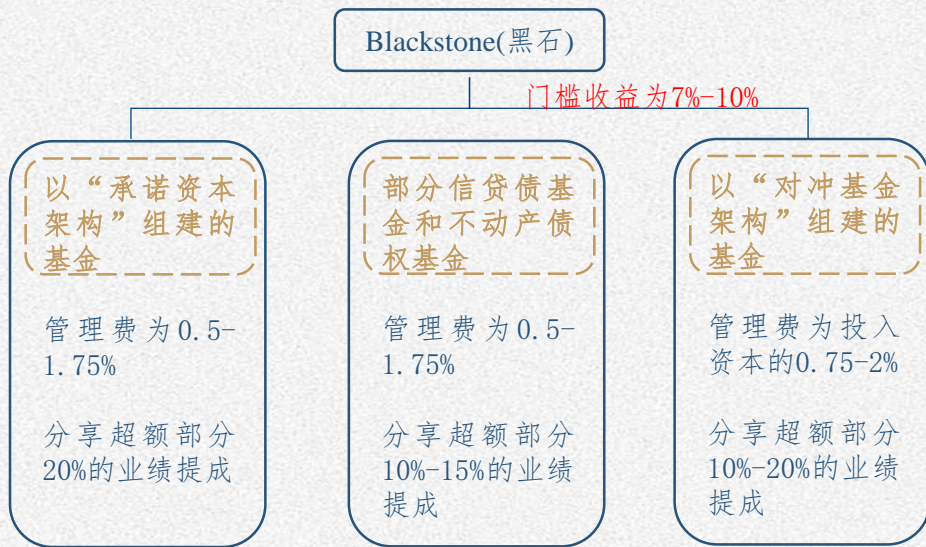 Blackstone(黑石)
门槛收益为7%-10%
以“承诺资本
架构”组建的
基金
管理费为0.5-
1.75%
分享超额部分
20%的业绩提成
部分信贷债基
金和不动产债
权基金
管理费为0.5-
1.75%
分享超额部分
10%-15%的业绩
提成
以“对冲基金
架构”组建的
基金
管理费为投入
资本的0.75-2%
分享超额部分
10%-20%的业绩
提成